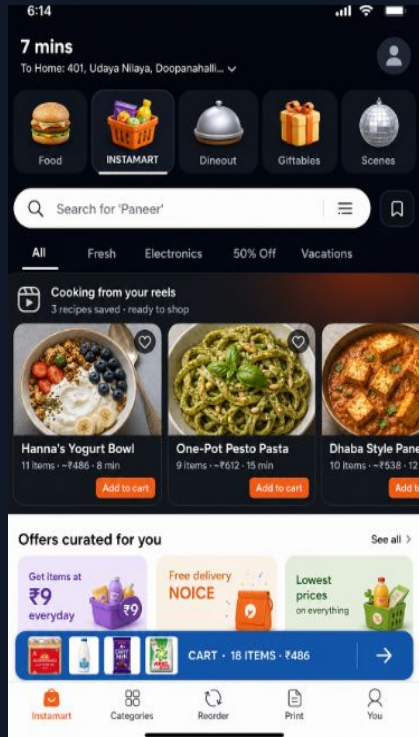 6:14
7 mins
To Home: 401, Udaya Nilaya, Doopanahalli...
Food
INSTAMART
Dineout
Giftables
Scenes
Search for 'Paneer'
All
Fresh
Electronics
50% Off
Vacations
Cooking from your reels
3 recipes saved · ready to shop
Hanna's Yogurt Bowl
11 items · ~₹486 · 8 min
Add to cart
One-Pot Pesto Pasta
9 items · ~₹612 · 15 min
Add to cart
Dhaba Style Pane
10 items · ~₹538 · 12
Add t
Offers curated for you
See all >
Get items at
₹9
everyday
₹9
Free delivery
NOICE
Lowest
prices
on everything
CART · 18 ITEMS · ₹486
Instamart
Categories
Reorder
Print
You